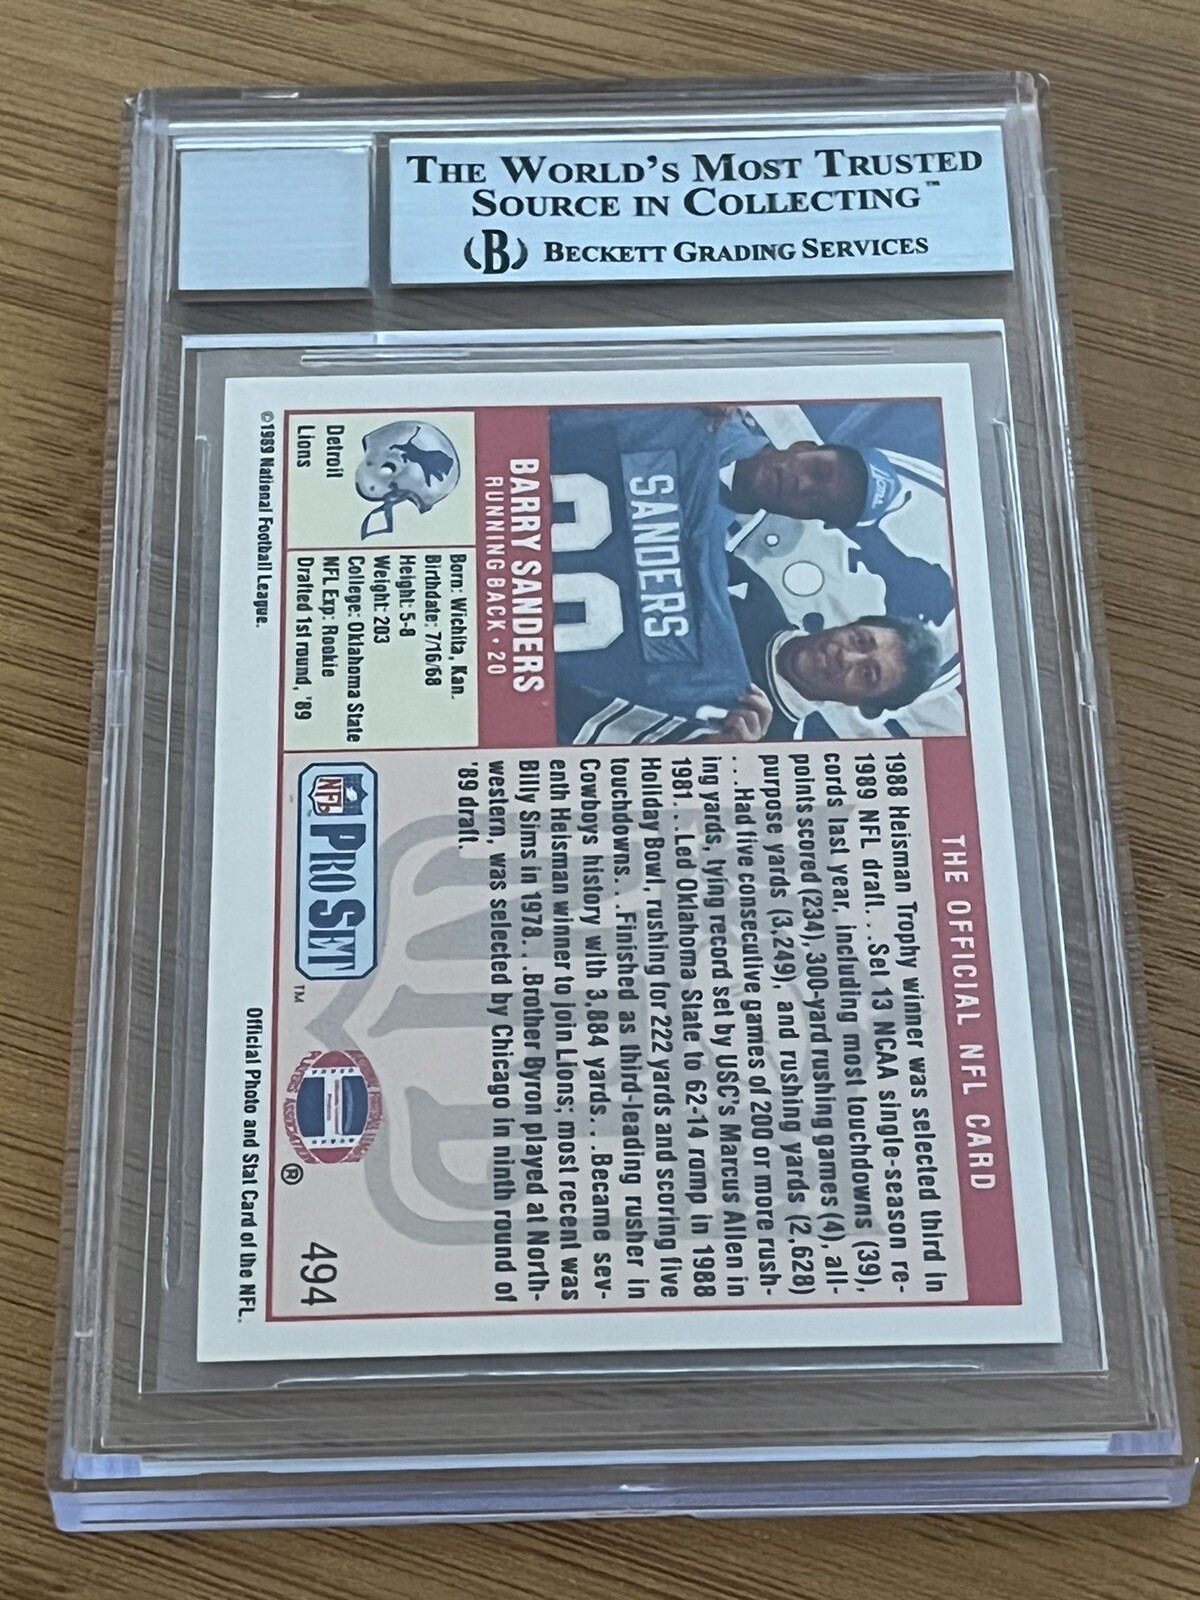 THE WORLD'S MOST TRUSTED
SOURCE IN COLLECTING™
(B) BECKETT GRADING SERVICES
THE OFFICIAL NFL CARD
Lions
SANDERS
BARRY SANDERS
RUNNING BACK • 20
Detroit
Lions
Born: Wichita, Kan.
Birthdate: 7/16/68
Height: 5-8
Weight: 203
College: Oklahoma State
NFL Exp: Rookie
Drafted 1st round, '89
1988 Heisman Trophy winner was selected third in
1989 NFL draft. . .Set 13 NCAA single-season re-
cords last year, including most touchdowns (39),
points scored (234), 300-yard rushing games (4), all-
purpose yards (3,249), and rushing yards (2,628)
. . .Had five consecutive games of 200 or more rush-
ing yards, tying record set by USC's Marcus Allen in
1981. . .Led Oklahoma State to 62-14 romp in 1988
Holiday Bowl, rushing for 222 yards and scoring five
touchdowns. . .Finished as third-leading rusher in
Cowboys history with 3,884 yards. . .Became sev-
enth Heisman winner to join Lions; most recent was
Billy Sims in 1978. . .Brother Byron played at North-
western, was selected by Chicago in ninth round of
'89 draft.
NFL PRO SET ™
®
494
©1989 National Football League.
Official Photo and Stat Card of the NFL.